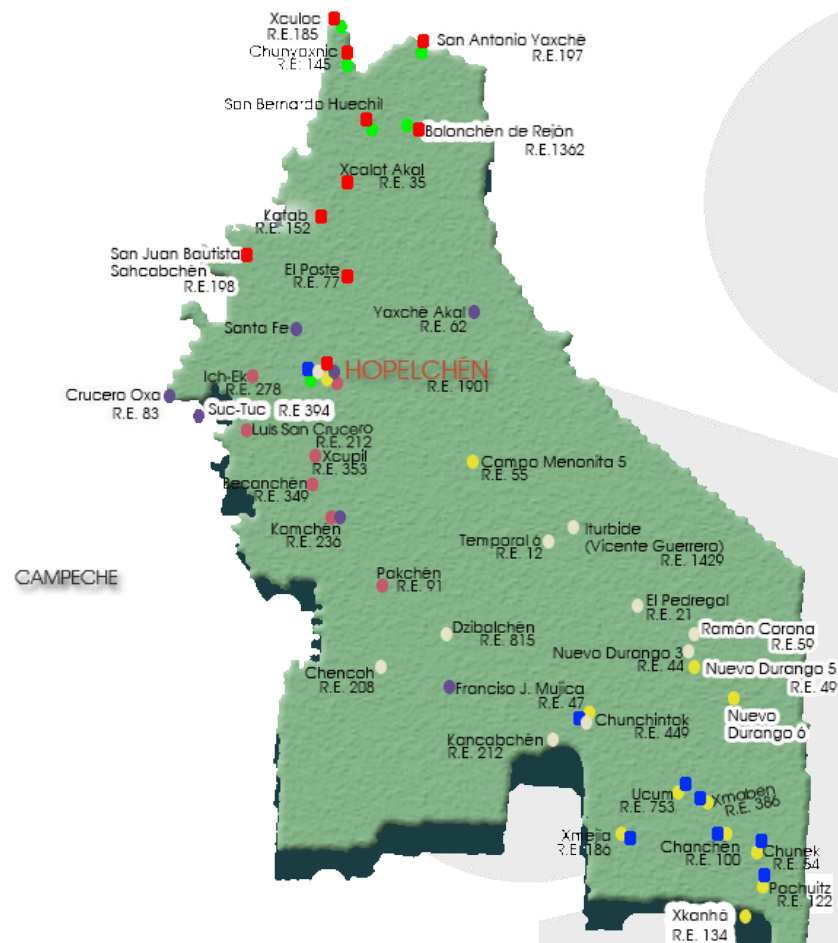 Xculoc
R.E.185
San Antonio Yaxché
R.E.197
Chunyaxnic
R.E: 145
San Bernardo Huechil
Bolonchén de Rejón
R.E.1362
Xcalot Akal
R.E. 35
Katab
R.E. 152
San Juan Bautista
Sahcabchén
R.E.198
El Poste
R.E. 77
Yaxché Akal
R.E. 62
Santa Fe
HOPELCHÉN
R.E. 1901
Ich-Ek
R.E. 278
Crucero Oxa
R.E. 83
Suc-Tuc
R.E 394
Luis San Crucero
R.E. 212
Xcupil
R.E. 353
Becanchén
R.E. 349
Campo Menonita 5
R.E. 55
Komchén
R.E. 236
Temporal 6
R.E. 12
Iturbide
(Vicente Guerrero)
R.E. 1429
CAMPECHE
Pakchén
R.E. 91
El Pedregal
R.E. 21
Dzibalchén
R.E. 815
Ramón Corona
R.E.59
Nuevo Durango 3
R.E. 44
Nuevo Durango 5
R.E. 49
Chencoh
R.E. 208
Franciso J. Mujica
R.E. 47
Nuevo
Durango 6
Chunchintok
R.E. 449
Kancabchén
R.E. 212
Ucum
R.E. 753
Xmaben
R.E. 386
Xmejia
R.E. 186
Chanchén
R.E. 100
Chunek
R.E. 54
Pachuitz
R.E. 122
Xkanhá
R.E. 134